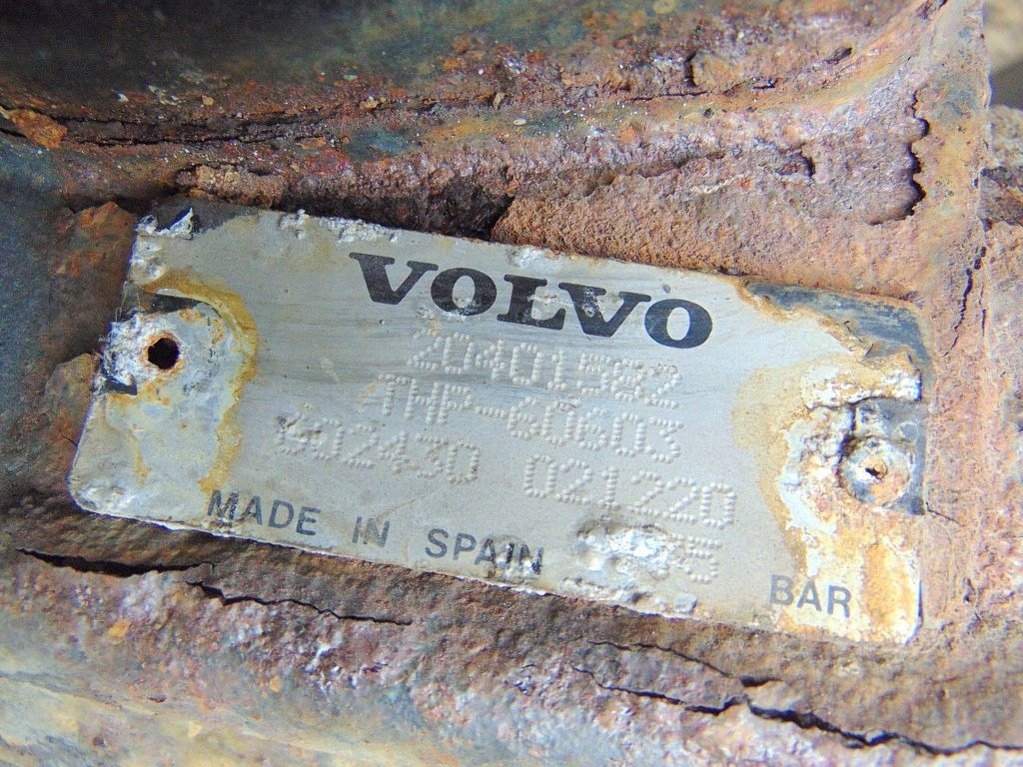 VOLVO
20401582
THP-60603
602430 021220
MADE IN SPAIN
BAR